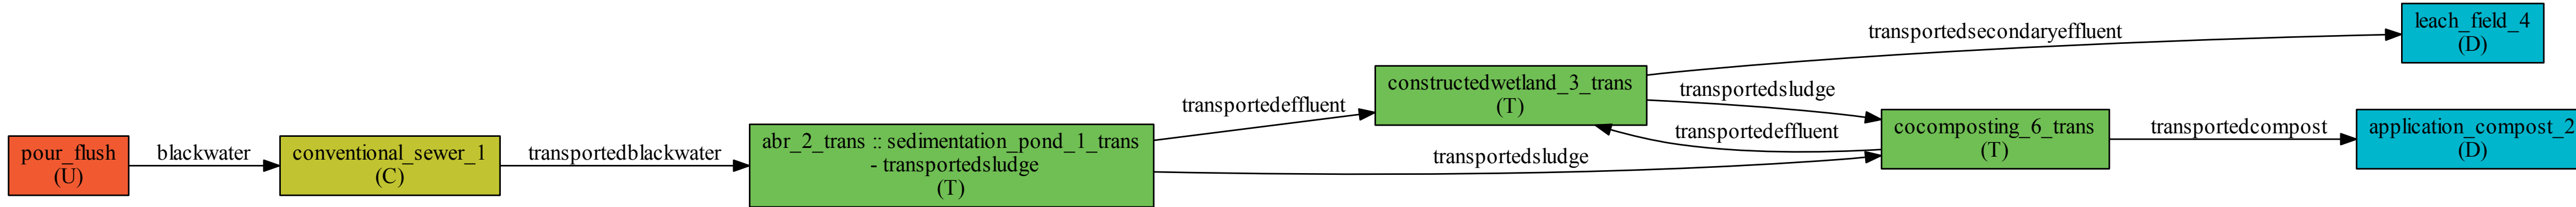 pour_flush
(U)
blackwater
conventional_sewer_1
(C)
transportedblackwater
abr_2_trans :: sedimentation_pond_1_trans
- transportedsludge
(T)
transportedeffluent
constructedwetland_3_trans
(T)
transportedsecondaryeffluent
leach_field_4
(D)
transportedsludge
transportedeffluent
transportedsludge
cocomposting_6_trans
(T)
transportedcompost
application_compost_2
(D)